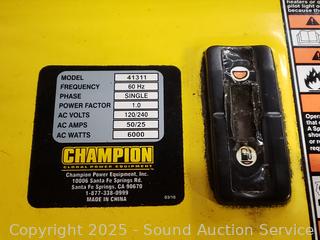 MODEL 41311
FREQUENCY 60 Hz
PHASE SINGLE
POWER FACTOR 1.0
AC VOLTS 120/240
AC AMPS 50/25
AC WATTS 6000
CHAMPION
GLOBAL POWER EQUIPMENT
Champion Power Equipment, Inc.
10006 Santa Fe Springs Rd.
Santa Fe Springs, CA 90670
1-877-338-0999
MADE IN CHINA
Copyright 2025 - Sound Auction Service